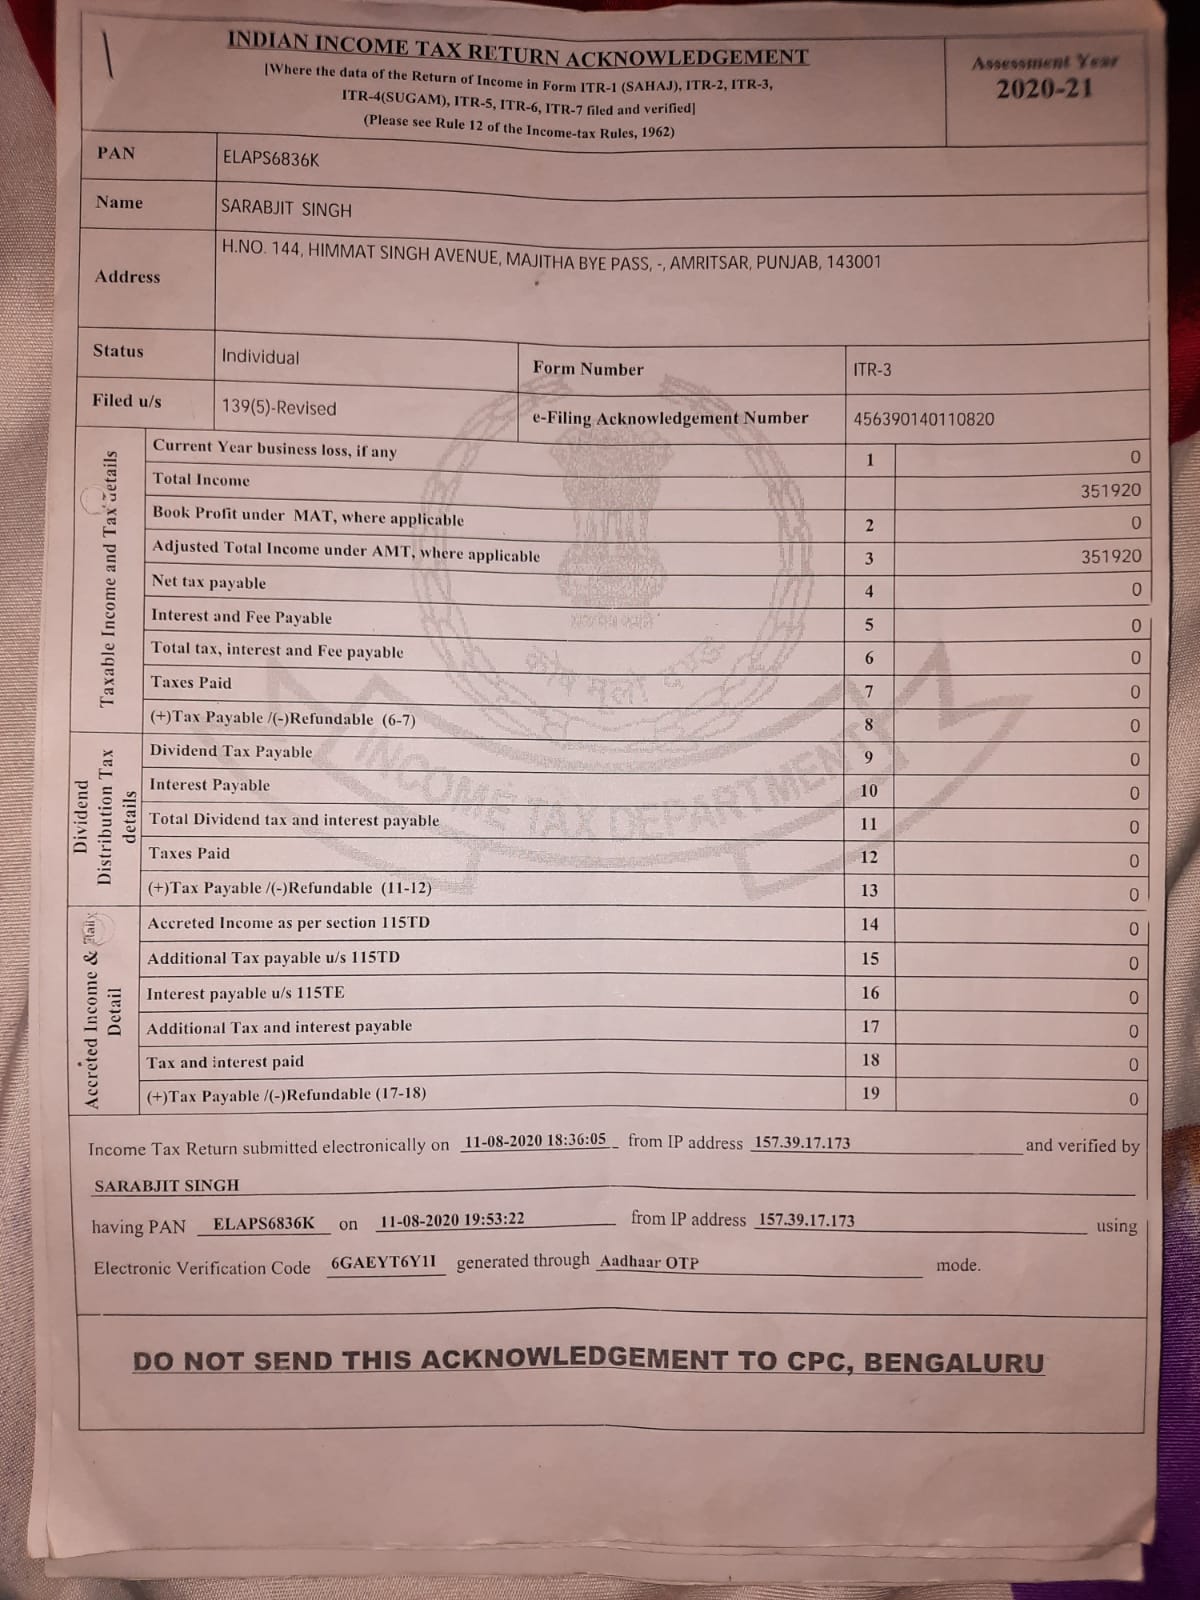 INDIAN INCOME TAX RETURN ACKNOWLEDGEMENT
[Where the data of the Return of Income in Form ITR-1 (SAHAJ), ITR-2, ITR-3,
ITR-4(SUGAM), ITR-5, ITR-6, ITR-7 filed and verified]
(Please see Rule 12 of the Income-tax Rules, 1962)
Assessment Year
2020-21
PAN ELAPS6836K
Name SARABJIT SINGH
Address H.NO. 144, HIMMAT SINGH AVENUE, MAJITHA BYE PASS, -, AMRITSAR, PUNJAB, 143001
Status Individual Form Number ITR-3
Filed u/s 139(5)-Revised e-Filing Acknowledgement Number 456390140110820
Taxable Income and Tax details
Current Year business loss, if any 1 0
Total Income 351920
Book Profit under MAT, where applicable 2 0
Adjusted Total Income under AMT, where applicable 3 351920
Net tax payable 4 0
Interest and Fee Payable 5 0
Total tax, interest and Fee payable 6 0
Taxes Paid 7 0
(+)Tax Payable /(-)Refundable (6-7) 8 0
Dividend
Distribution Tax
details
Dividend Tax Payable 9 0
Interest Payable 10 0
Total Dividend tax and interest payable 11 0
Taxes Paid 12 0
(+)Tax Payable /(-)Refundable (11-12) 13 0
Accreted Income &
Detail
Accreted Income as per section 115TD 14 0
Additional Tax payable u/s 115TD 15 0
Interest payable u/s 115TE 16 0
Additional Tax and interest payable 17 0
Tax and interest paid 18 0
(+)Tax Payable /(-)Refundable (17-18) 19 0
कोष मूलो दण्ड
INCOME TAX DEPARTMENT
Income Tax Return submitted electronically on 11-08-2020 18:36:05 from IP address 157.39.17.173 and verified by
SARABJIT SINGH
having PAN ELAPS6836K on 11-08-2020 19:53:22 from IP address 157.39.17.173 using
Electronic Verification Code 6GAEYT6Y1I generated through Aadhaar OTP mode.
DO NOT SEND THIS ACKNOWLEDGEMENT TO CPC, BENGALURU